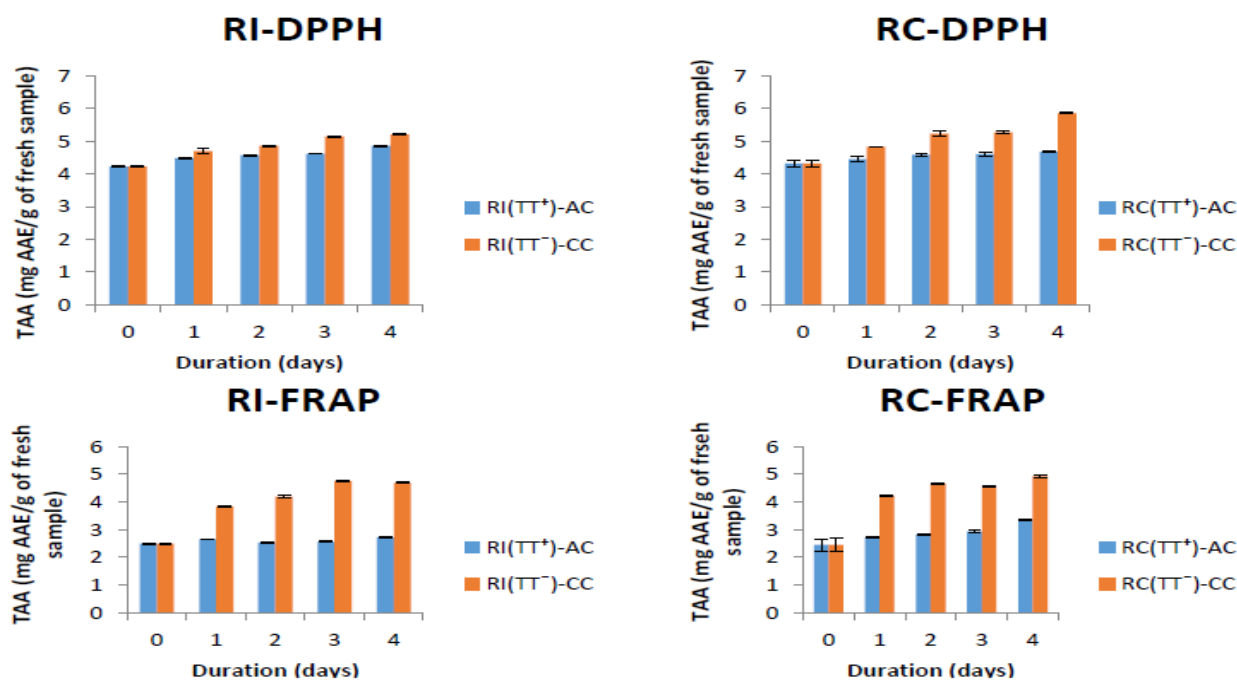 RI-DPPH
TAA (mg AAE/g of fresh sample)
7
6
5
4
3
2
1
0
0 1 2 3 4
Duration (days)
RI(TT⁺)-AC
RI(TT⁻)-CC
RC-DPPH
TAA (mg AAE/g of fresh sample)
7
6
5
4
3
2
1
0
0 1 2 3 4
Duration (days)
RC(TT⁺)-AC
RC(TT⁻)-CC
RI-FRAP
TAA (mg AAE/g of fresh
sample)
6
5
4
3
2
1
0
0 1 2 3 4
Duration (days)
RI(TT⁺)-AC
RI(TT⁻)-CC
RC-FRAP
TAA (mg AAE/g of frseh
sample)
6
5
4
3
2
1
0
0 1 2 3 4
Duration (days)
RC(TT⁺)-AC
RC(TT⁻)-CC